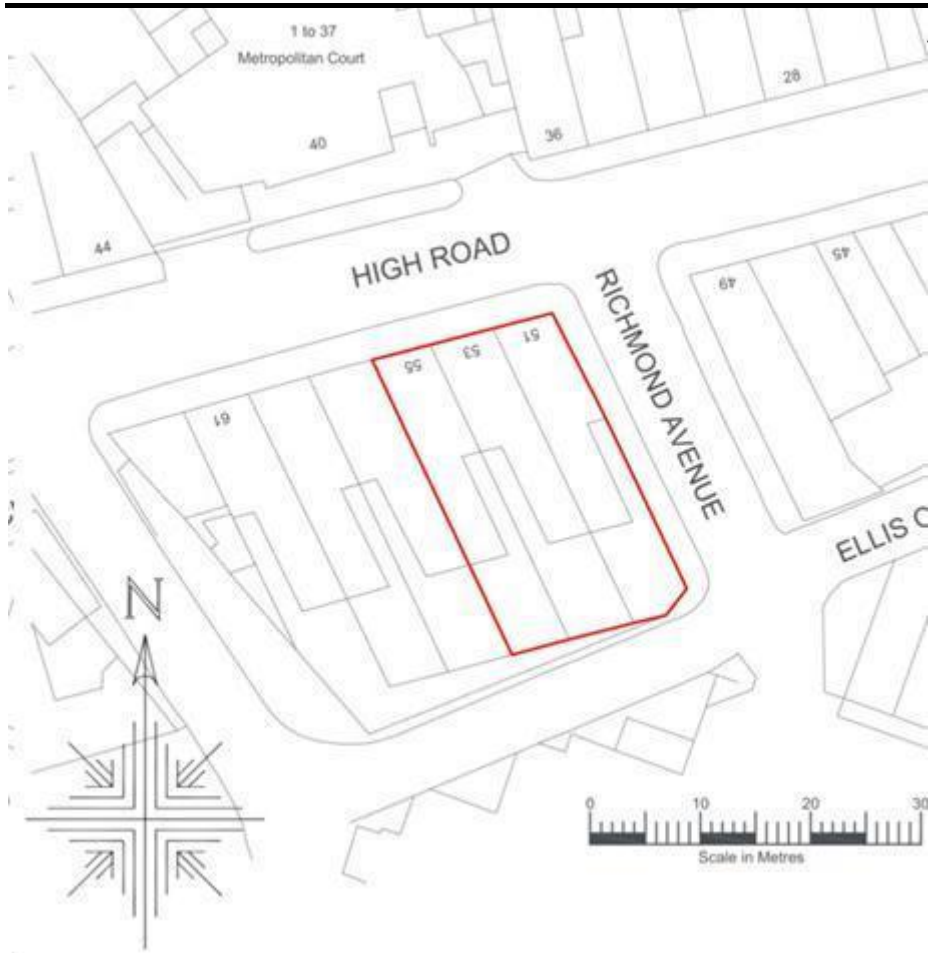 1 to 37
Metropolitan Court
28
40
36
44
HIGH ROAD
RICHMOND AVENUE
45
49
51
53
55
61
ELLIS C
N
0 10 20 30
Scale in Metres